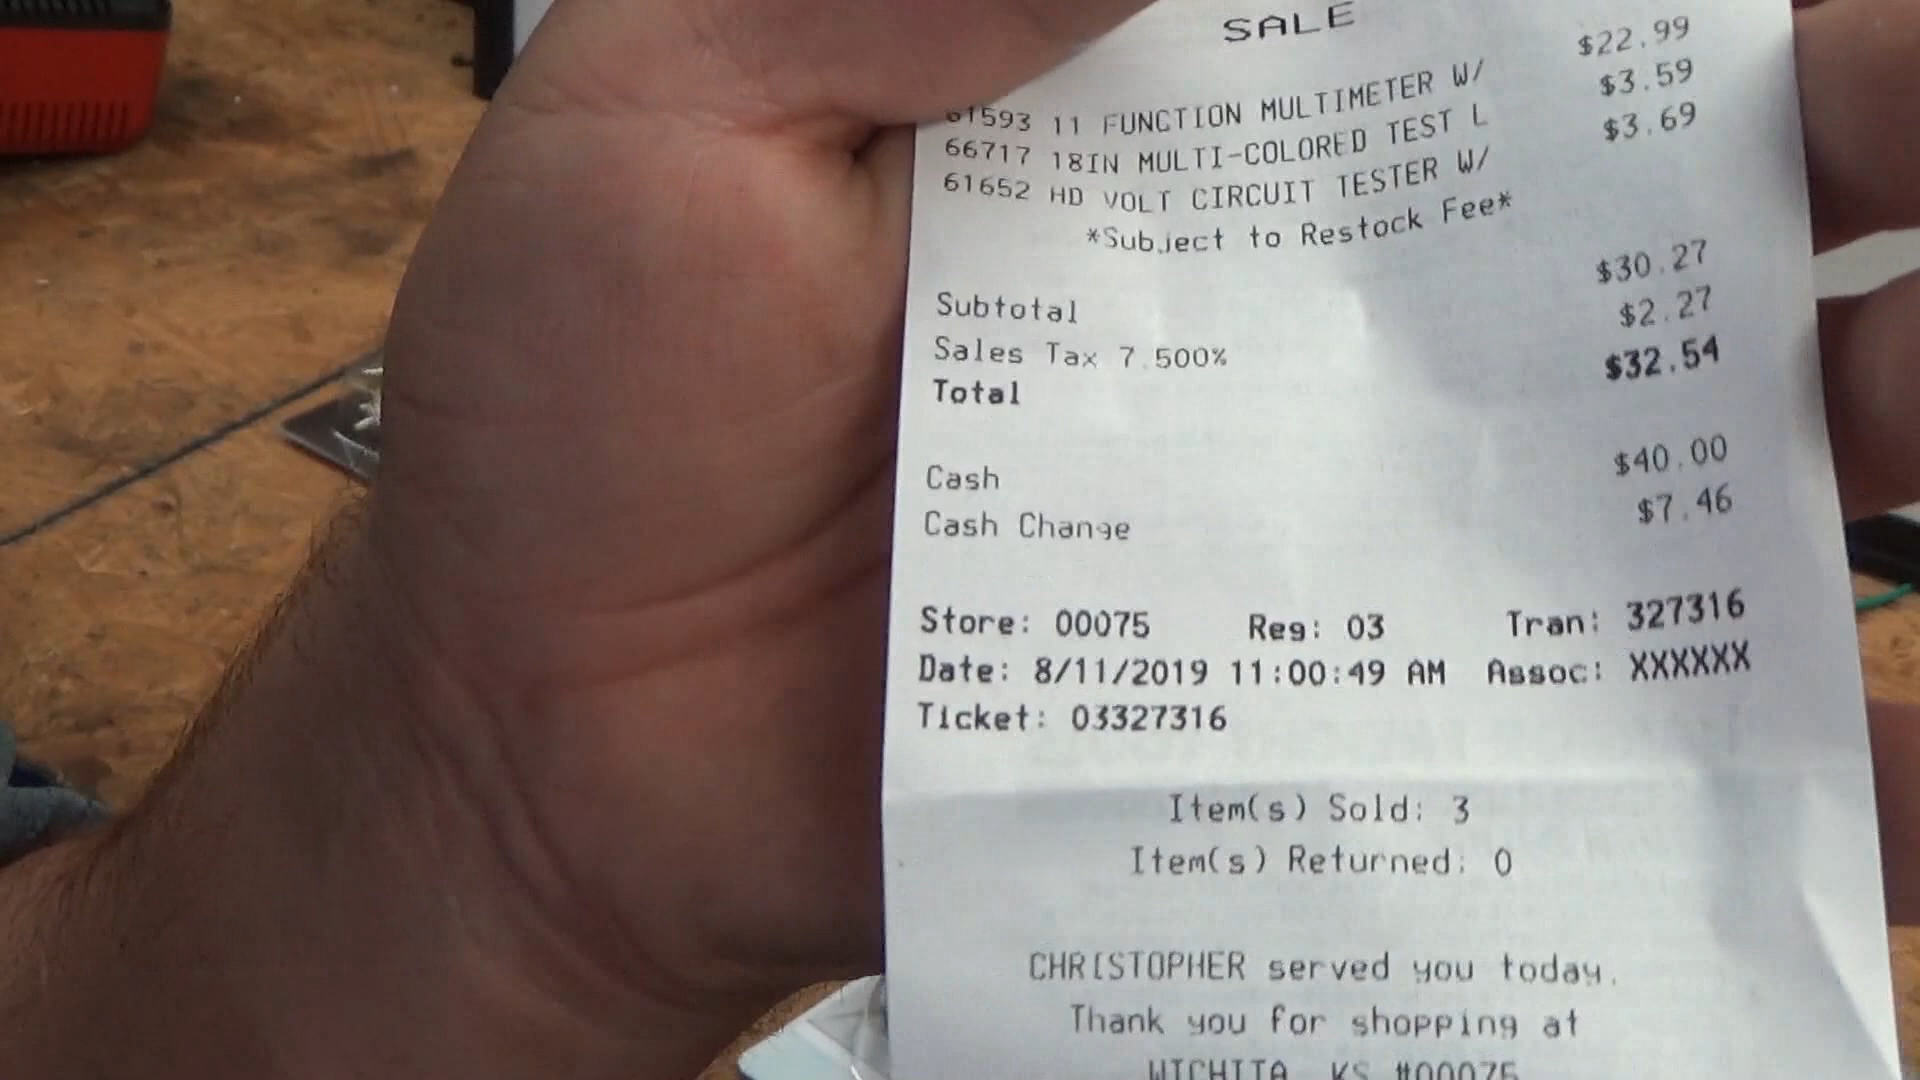 SALE
61593 11 FUNCTION MULTIMETER W/ $22.99
66717 18IN MULTI-COLORED TEST L $3.59
61652 HD VOLT CIRCUIT TESTER W/ $3.69
*Subject to Restock Fee*
Subtotal $30.27
Sales Tax 7.500% $2.27
Total $32.54
Cash $40.00
Cash Change $7.46
Store: 00075 Reg: 03 Tran: 327316
Date: 8/11/2019 11:00:49 AM Assoc: XXXXXX
Ticket: 03327316
Item(s) Sold: 3
Item(s) Returned: 0
CHRISTOPHER served you today.
Thank you for shopping at
WICHITA, KS #00075